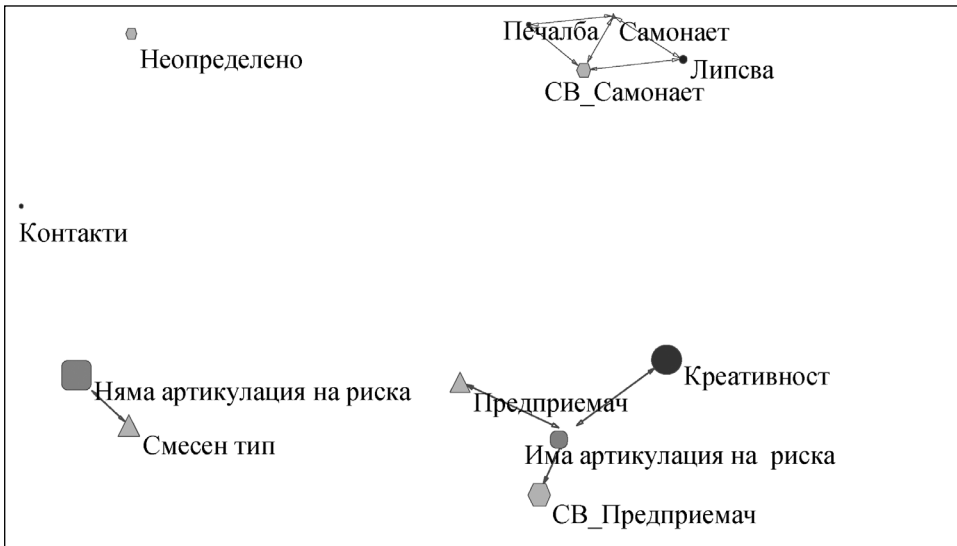 Печалба
Самонает
Неопределено
Липсва
СВ_Самонает
Контакти
Креативност
Няма артикулация на риска
Предприемач
Смесен тип
Има артикулация на  риска
СВ_Предприемач